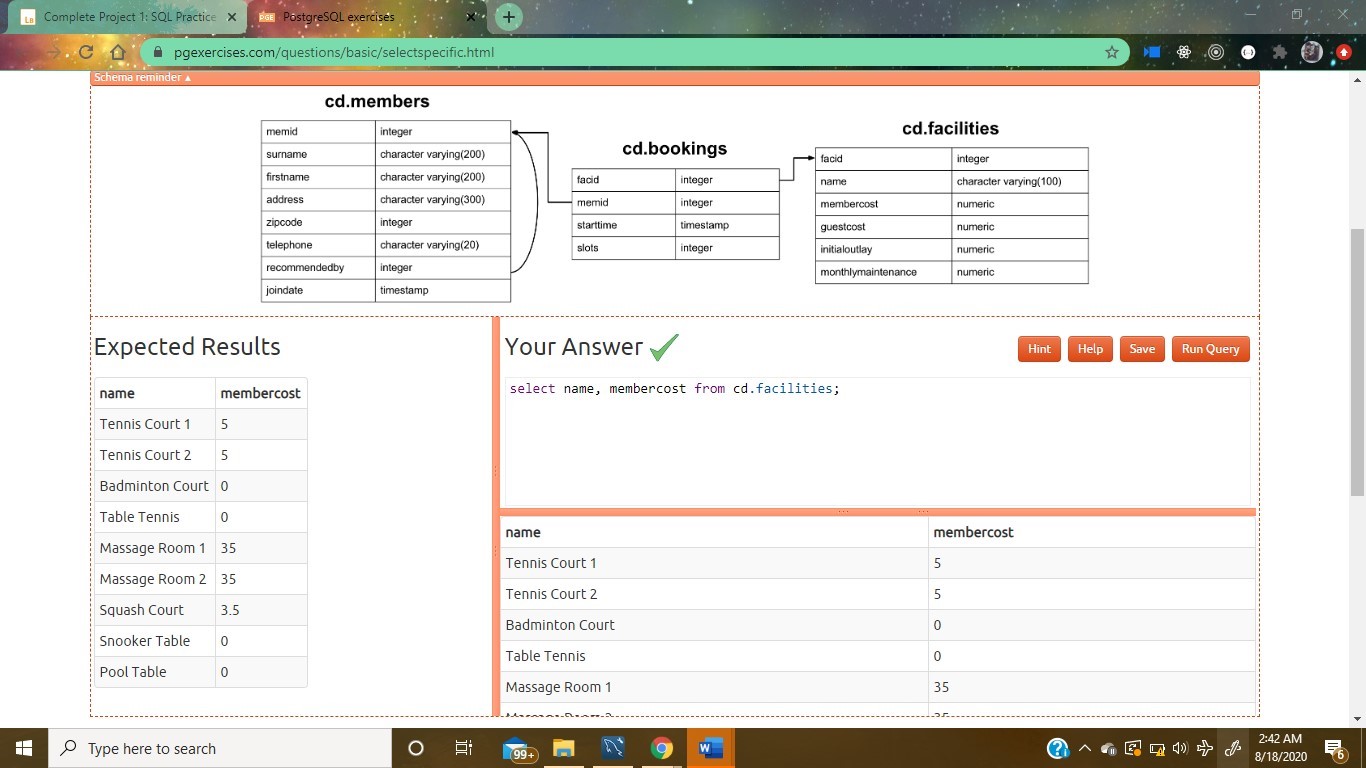 Complete Project 1: SQL Practice
PostgreSQL exercises
pgexercises.com/questions/basic/selectspecific.html
Schema reminder ▲
cd.members
memid integer
surname character varying(200)
firstname character varying(200)
address character varying(300)
zipcode integer
telephone character varying(20)
recommendedby integer
joindate timestamp
cd.bookings
facid integer
memid integer
starttime timestamp
slots integer
cd.facilities
facid integer
name character varying(100)
membercost numeric
guestcost numeric
initialoutlay numeric
monthlymaintenance numeric
Expected Results
name membercost
Tennis Court 1 5
Tennis Court 2 5
Badminton Court 0
Table Tennis 0
Massage Room 1 35
Massage Room 2 35
Squash Court 3.5
Snooker Table 0
Pool Table 0
Your Answer
Hint Help Save Run Query
select name, membercost from cd.facilities;
name membercost
Tennis Court 1 5
Tennis Court 2 5
Badminton Court 0
Table Tennis 0
Massage Room 1 35
Type here to search
99+
2:42 AM
8/18/2020
6